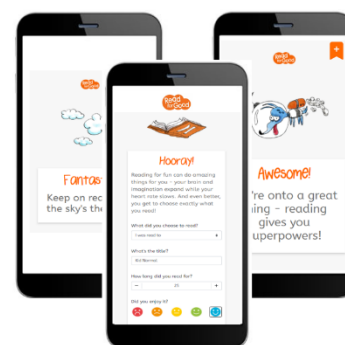 Read
for Good
Fantas
Keep on rea
the sky's the
Read
for Good
Hooray!
Reading for fun can do amazing
things for you - your brain and
imagination expand while your
heart rate slows. And even better,
you get to choose exactly what
you read!
What did you choose to read?
What's the title?
How long did you read for?
−
+
Did you enjoy it?
+
Awesome!
're onto a great
ing - reading
gives you
uperpowers!